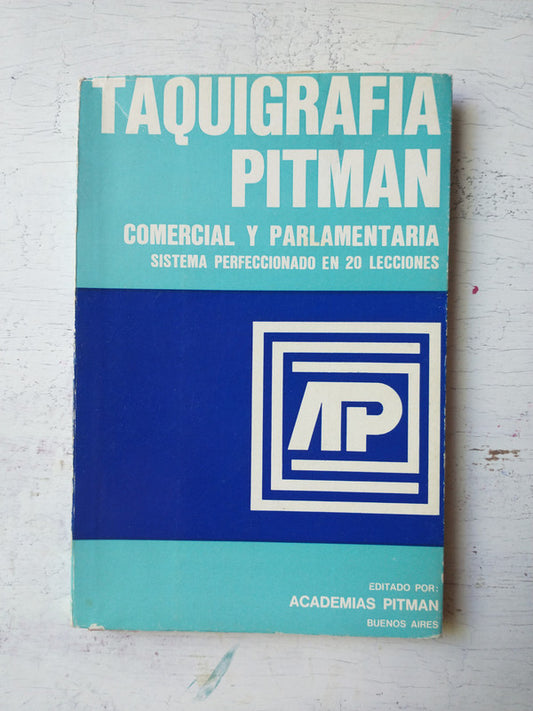 TAQUIGRAFIA
PITMAN
COMERCIAL Y PARLAMENTARIA
SISTEMA PERFECCIONADO EN 20 LECCIONES
AP
EDITADO POR:
ACADEMIAS PITMAN
BUENOS AIRES